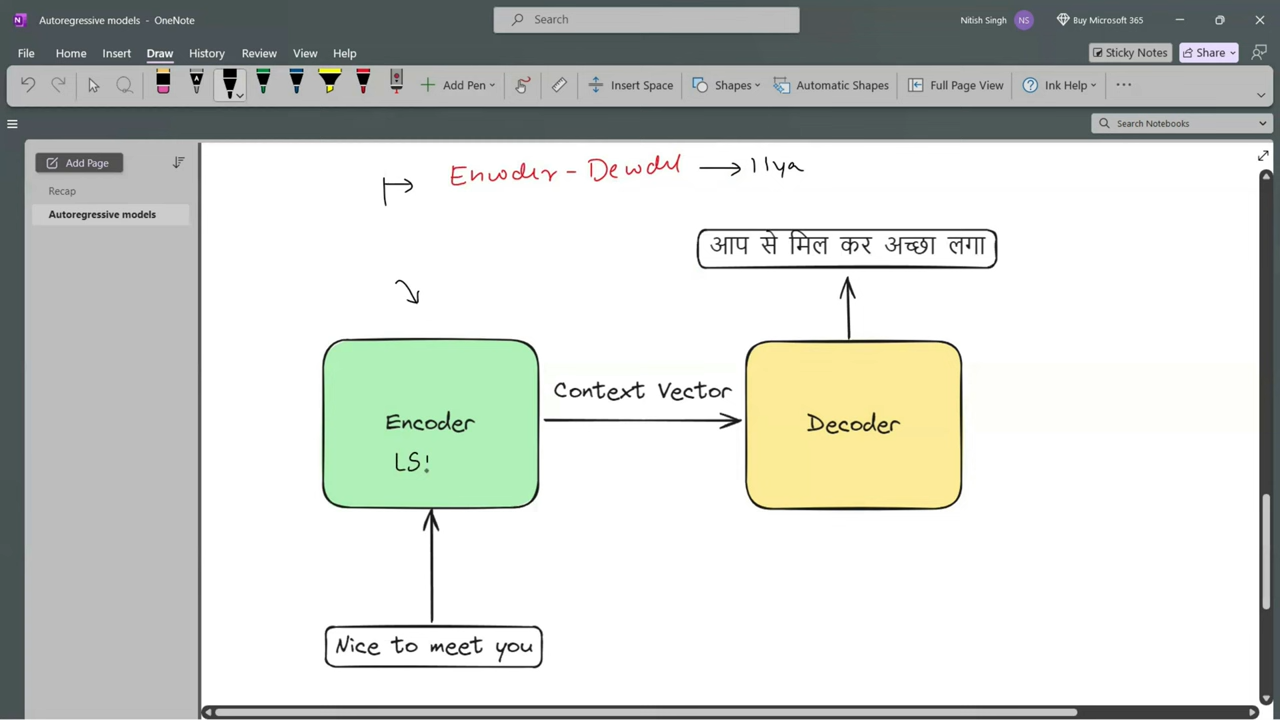 Autoregressive models - OneNote
Search
Nitish Singh NS
Buy Microsoft 365
File Home Insert Draw History Review View Help
Sticky Notes
Share
Add Pen
Insert Space
Shapes
Automatic Shapes
Full Page View
Ink Help
Search Notebooks
Add Page
Recap
Autoregressive models
Encoder - Decoder → Ilya
आप से मिल कर अच्छा लगा
Context Vector
Encoder
Decoder
LS
Nice to meet you